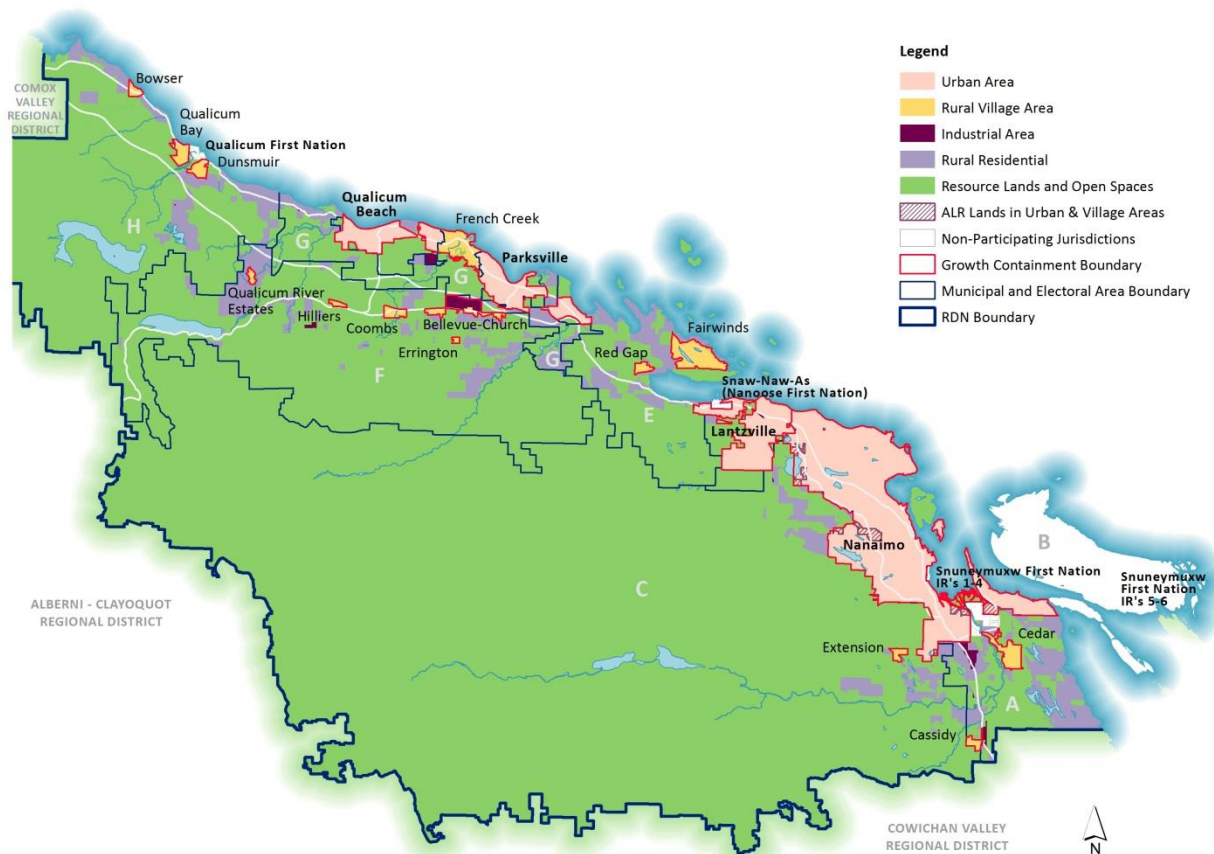 Legend
Urban Area
Rural Village Area
Industrial Area
Rural Residential
Resource Lands and Open Spaces
ALR Lands in Urban & Village Areas
Non-Participating Jurisdictions
Growth Containment Boundary
Municipal and Electoral Area Boundary
RDN Boundary
COMOX
VALLEY
REGIONAL
DISTRICT
Bowser
Qualicum
Bay
Qualicum First Nation
Dunsmuir
Qualicum
Beach
French Creek
H
G
Parksville
G
Qualicum River
Estates
Hilliers
Coombs
Bellevue-Church
Errington
Fairwinds
F
G
Red Gap
Snaw-Naw-As
(Nanoose First Nation)
E
Lantzville
Nanaimo
B
Snuneymuxw First Nation
IR's 1-4
Snuneymuxw
First Nation
IR's 5-6
C
ALBERNI - CLAYOQUOT
REGIONAL DISTRICT
Extension
Cedar
A
Cassidy
COWICHAN VALLEY
REGIONAL DISTRICT
N